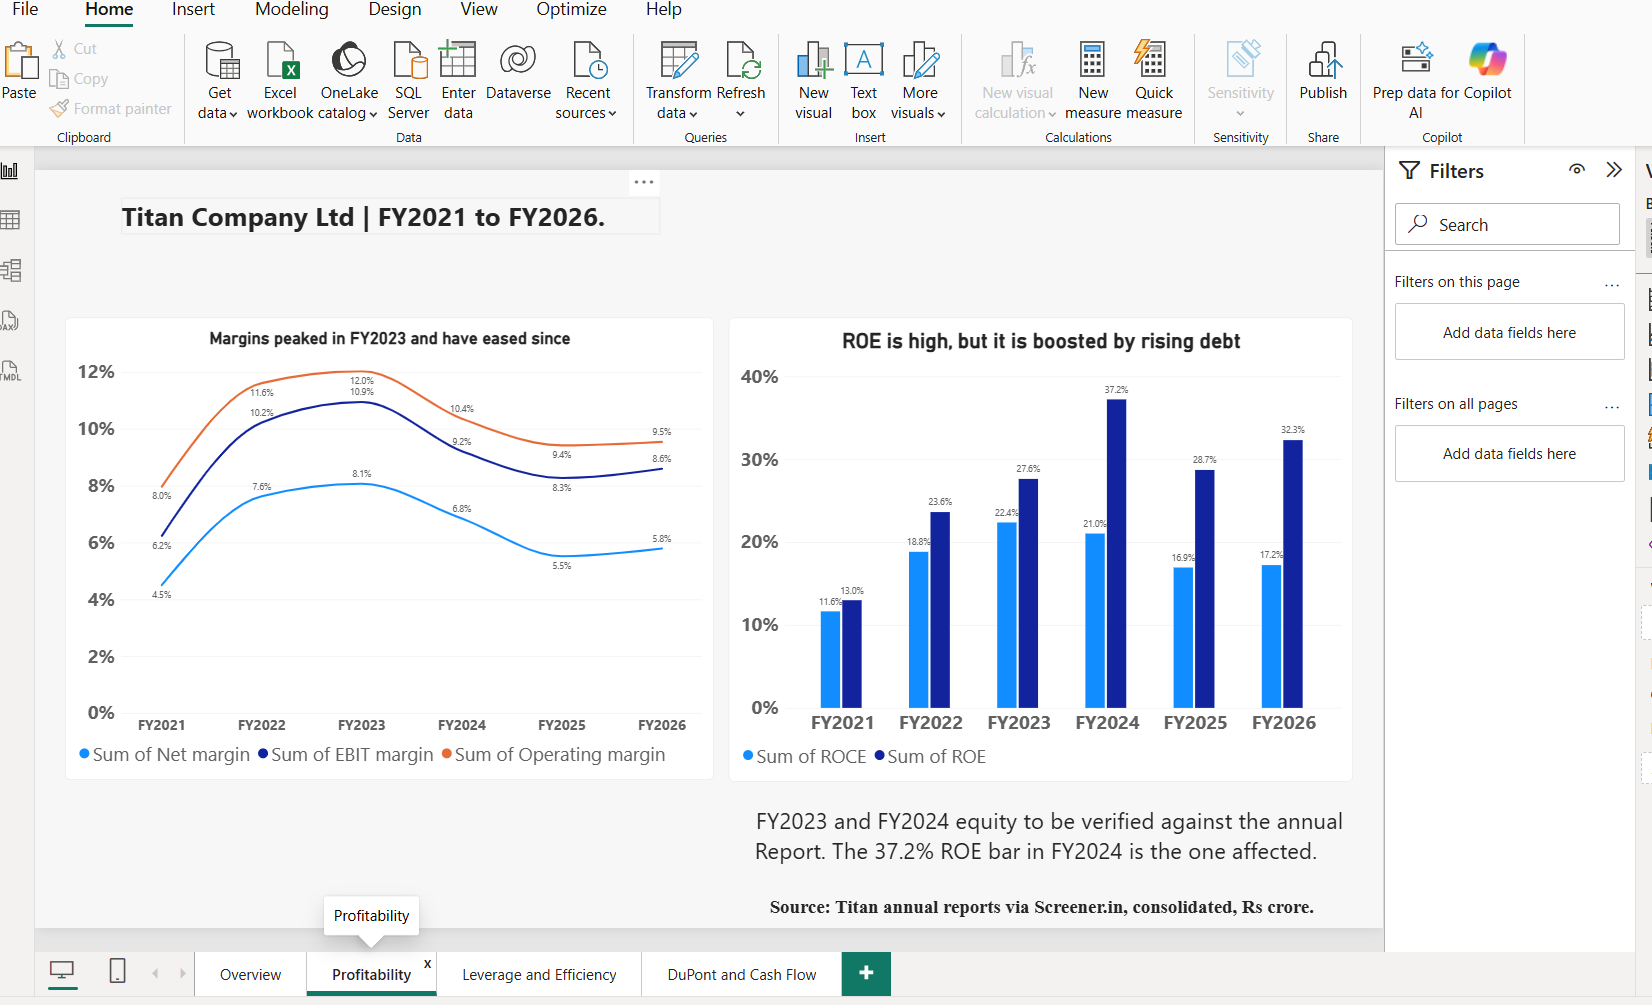 File Home Insert Modeling Design View Optimize Help
Paste Cut
Copy
Format painter
Clipboard
Get data
Excel workbook
OneLake catalog
SQL Server
Enter data
Dataverse
Recent sources
Data
Transform data
Refresh
Queries
New visual
Text box
More visuals
Insert
New visual calculation
New measure
Quick measure
Calculations
Sensitivity
Sensitivity
Publish
Share
Prep data for AI
Copilot
Copilot
Titan Company Ltd | FY2021 to FY2026.
Margins peaked in FY2023 and have eased since
12%
10%
8%
6%
4%
2%
0%
8.0% 11.6% 12.0% 10.4% 9.4% 9.5%
6.2% 10.2% 10.9% 9.2% 8.3% 8.6%
4.5% 7.6% 8.1% 6.8% 5.5% 5.8%
FY2021 FY2022 FY2023 FY2024 FY2025 FY2026
Sum of Net margin Sum of EBIT margin Sum of Operating margin
ROE is high, but it is boosted by rising debt
40%
30%
20%
10%
0%
11.6% 13.0% 18.8% 23.6% 22.4% 27.6% 21.0% 37.2% 16.9% 28.7% 17.2% 32.3%
FY2021 FY2022 FY2023 FY2024 FY2025 FY2026
Sum of ROCE Sum of ROE
FY2023 and FY2024 equity to be verified against the annual
Report. The 37.2% ROE bar in FY2024 is the one affected.
Source: Titan annual reports via Screener.in, consolidated, Rs crore.
Filters
Search
Filters on this page
Add data fields here
Filters on all pages
Add data fields here
Profitability
Overview Profitability x Leverage and Efficiency DuPont and Cash Flow +